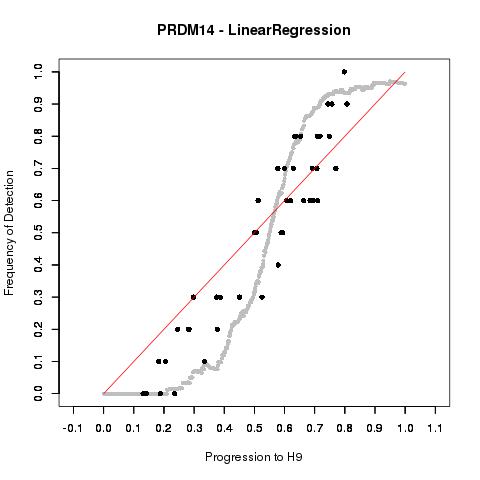 PRDM14 - LinearRegression
1.0
0.9
0.8
0.7
0.6
0.5
0.4
0.3
0.2
0.1
0.0
Frequency of Detection
-0.1 0.0 0.1 0.2 0.3 0.4 0.5 0.6 0.7 0.8 0.9 1.0 1.1
Progression to H9